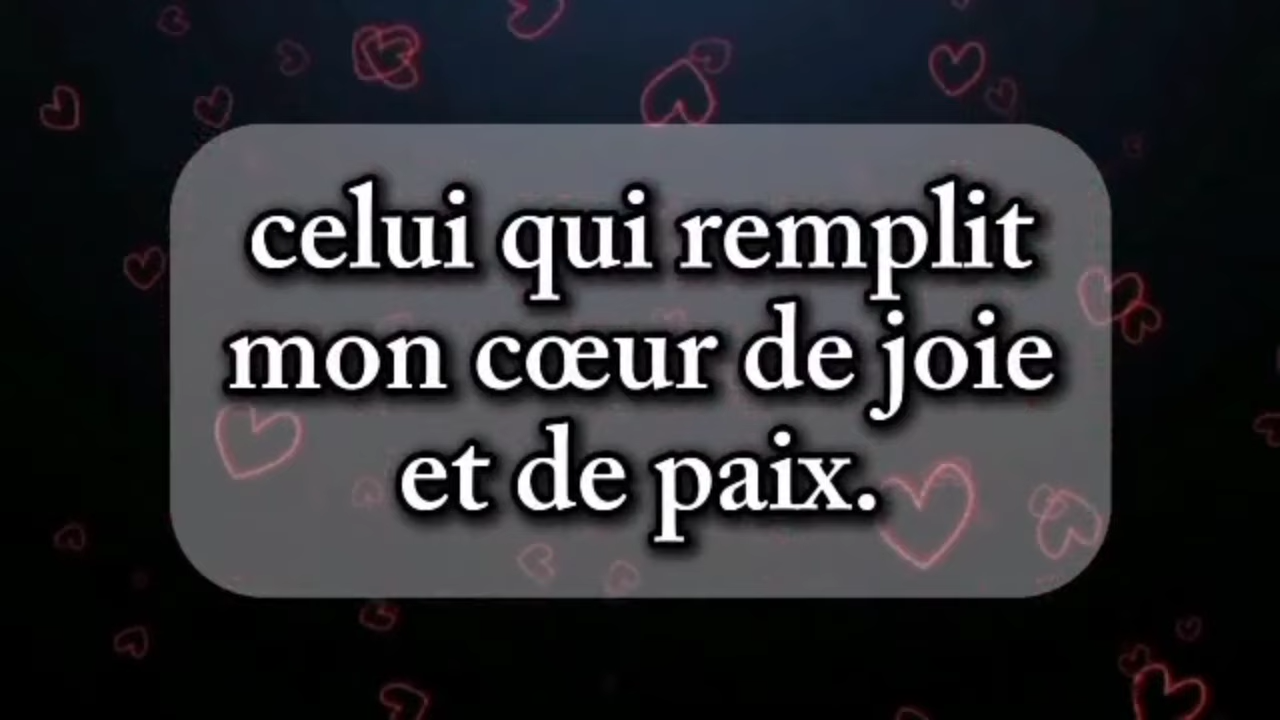 celui qui remplit
mon cœur de joie
et de paix.